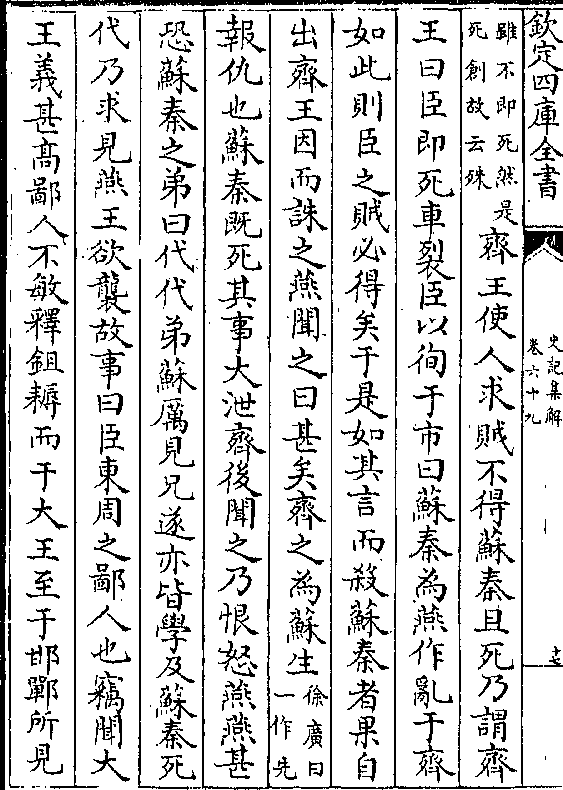 欽定四庫全書
史記集解
卷六十九
十七
雖不即死然是
死創故云殊
齊王使人求賊不得蘇秦且死乃謂齊
王曰臣即死車裂臣以徇于市曰蘇秦為燕作亂于齊
如此則臣之賊必得矣于是如其言而殺蘇秦者果自
出齊王因而誅之燕聞之曰甚矣齊之為蘇生
徐廣曰
一作先
報仇也蘇秦既死其事大泄齊後聞之乃恨怒燕燕甚
恐蘇秦之弟曰代代弟蘇厲見兄遂亦皆學及蘇秦死
代乃求見燕王欲襲故事曰臣東周之鄙人也竊聞大
王義甚髙鄙人不敏釋鉏耨而干大王至于邯鄲所見